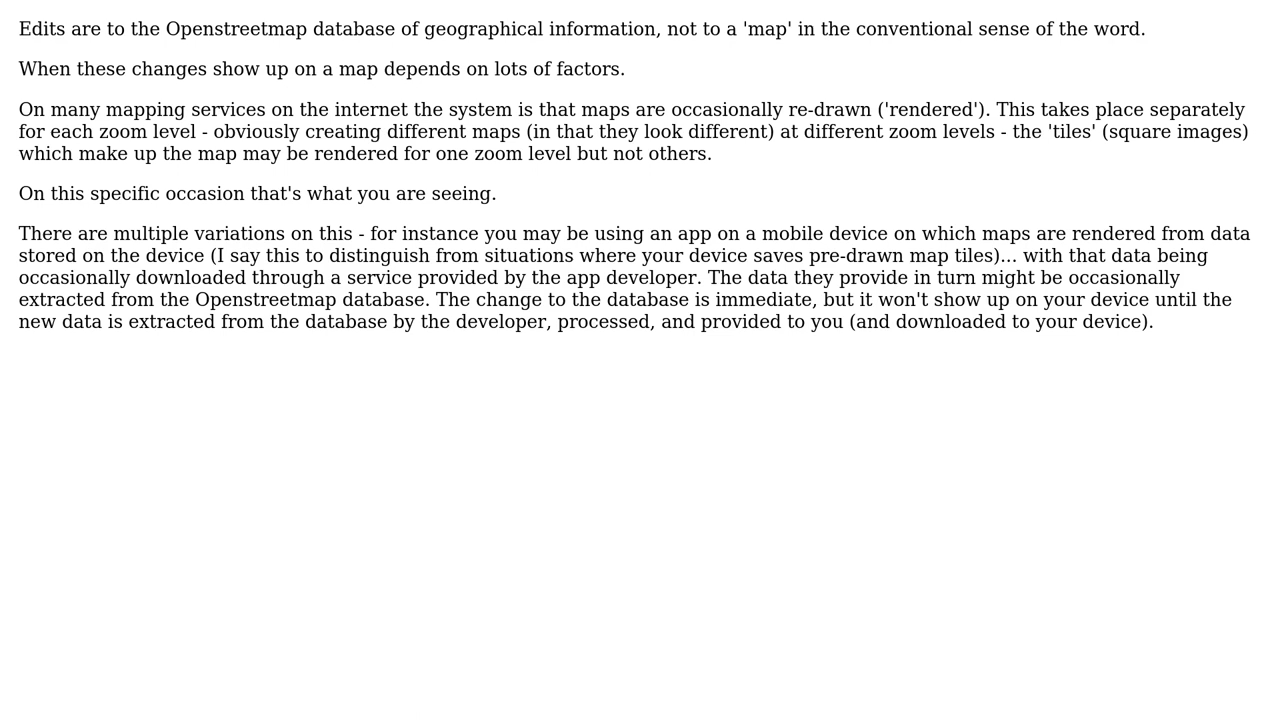 Edits are to the Openstreetmap database of geographical information, not to a 'map' in the conventional sense of the word.
When these changes show up on a map depends on lots of factors.
On many mapping services on the internet the system is that maps are occasionally re-drawn ('rendered'). This takes place separately
for each zoom level - obviously creating different maps (in that they look different) at different zoom levels - the 'tiles' (square images)
which make up the map may be rendered for one zoom level but not others.
On this specific occasion that's what you are seeing.
There are multiple variations on this - for instance you may be using an app on a mobile device on which maps are rendered from data
stored on the device (I say this to distinguish from situations where your device saves pre-drawn map tiles)... with that data being
occasionally downloaded through a service provided by the app developer. The data they provide in turn might be occasionally
extracted from the Openstreetmap database. The change to the database is immediate, but it won't show up on your device until the
new data is extracted from the database by the developer, processed, and provided to you (and downloaded to your device).